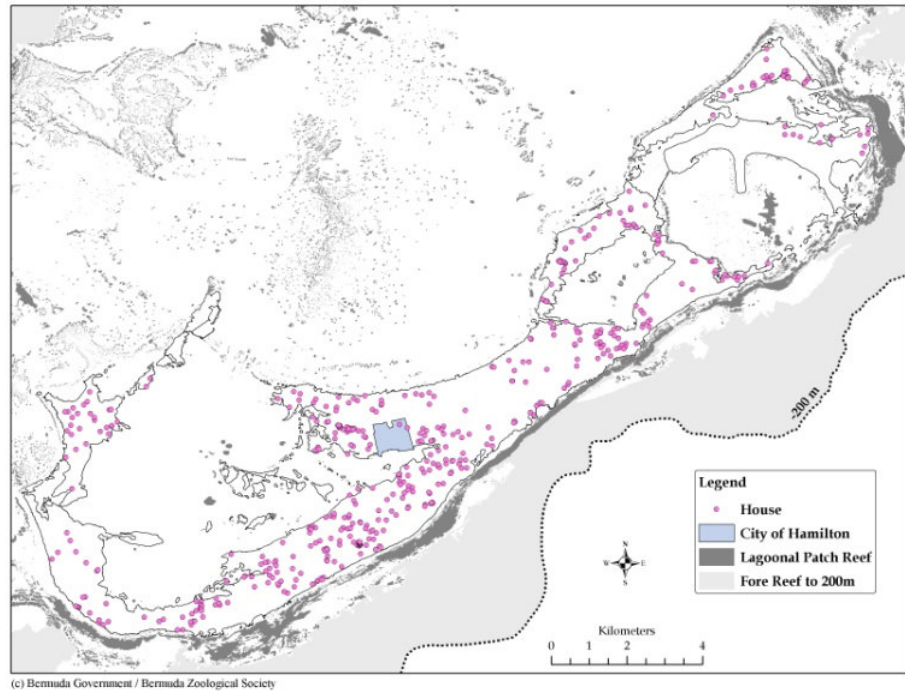 -200 m
Legend
House
City of Hamilton
Lagoonal Patch Reef
Fore Reef to 200m
N
W E
S
Kilometers
0 1 2 4
(c) Bermuda Government / Bermuda Zoological Society